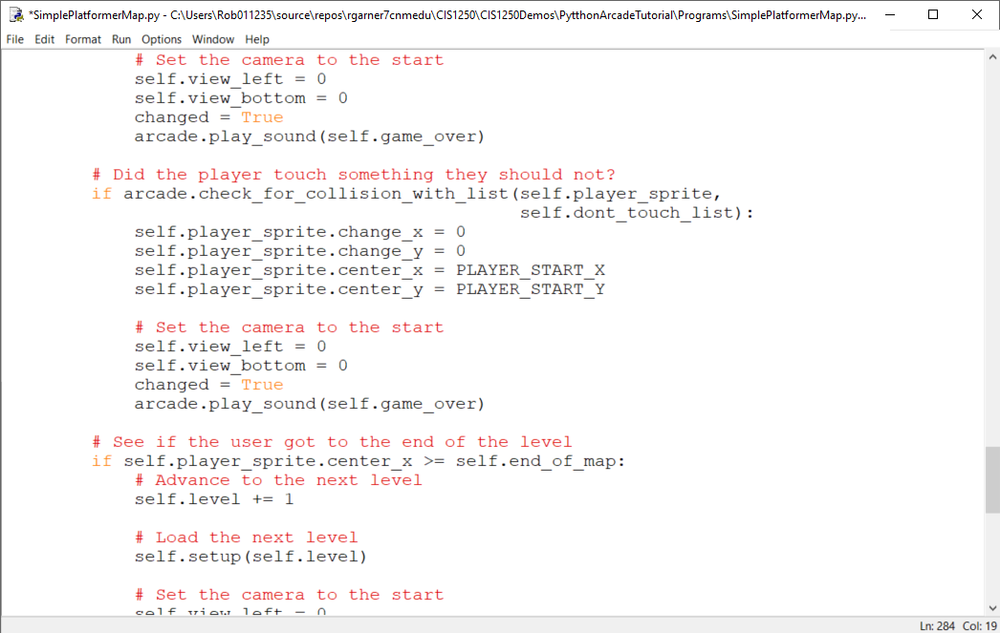 *SimplePlatformerMap.py - C:\Users\Rob011235\source\repos\rgarner7cnmedu\CIS1250\CIS1250Demos\PytthonArcadeTutorial\Programs\SimplePlatformerMap.py...
File Edit Format Run Options Window Help
# Set the camera to the start
self.view_left = 0
self.view_bottom = 0
changed = True
arcade.play_sound(self.game_over)
# Did the player touch something they should not?
if arcade.check_for_collision_with_list(self.player_sprite,
self.dont_touch_list):
self.player_sprite.change_x = 0
self.player_sprite.change_y = 0
self.player_sprite.center_x = PLAYER_START_X
self.player_sprite.center_y = PLAYER_START_Y
# Set the camera to the start
self.view_left = 0
self.view_bottom = 0
changed = True
arcade.play_sound(self.game_over)
# See if the user got to the end of the level
if self.player_sprite.center_x >= self.end_of_map:
# Advance to the next level
self.level += 1
# Load the next level
self.setup(self.level)
# Set the camera to the start
self.view_left = 0
Ln: 284 Col: 19